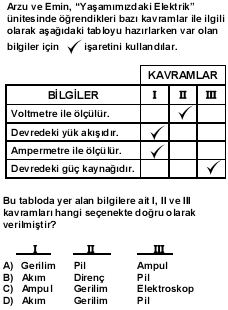 Arzu ve Emin, “Yaşamımızdaki Elektrik”
ünitesinde öğrendikleri bazı kavramlar ile ilgili
olarak aşağıdaki tabloyu hazırlarken var olan
bilgiler için ✓ işaretini kullandılar.
KAVRAMLAR
BİLGİLER I II III
Voltmetre ile ölçülür. ✓
Devredeki yük akışıdır. ✓
Ampermetre ile ölçülür. ✓
Devredeki güç kaynağıdır. ✓
Bu tabloda yer alan bilgilere ait I, II ve III
kavramları hangi seçenekte doğru olarak
verilmiştir?
I II III
A) Gerilim Pil Ampul
B) Akım Direnç Pil
C) Ampul Gerilim Elektroskop
D) Akım Gerilim Pil